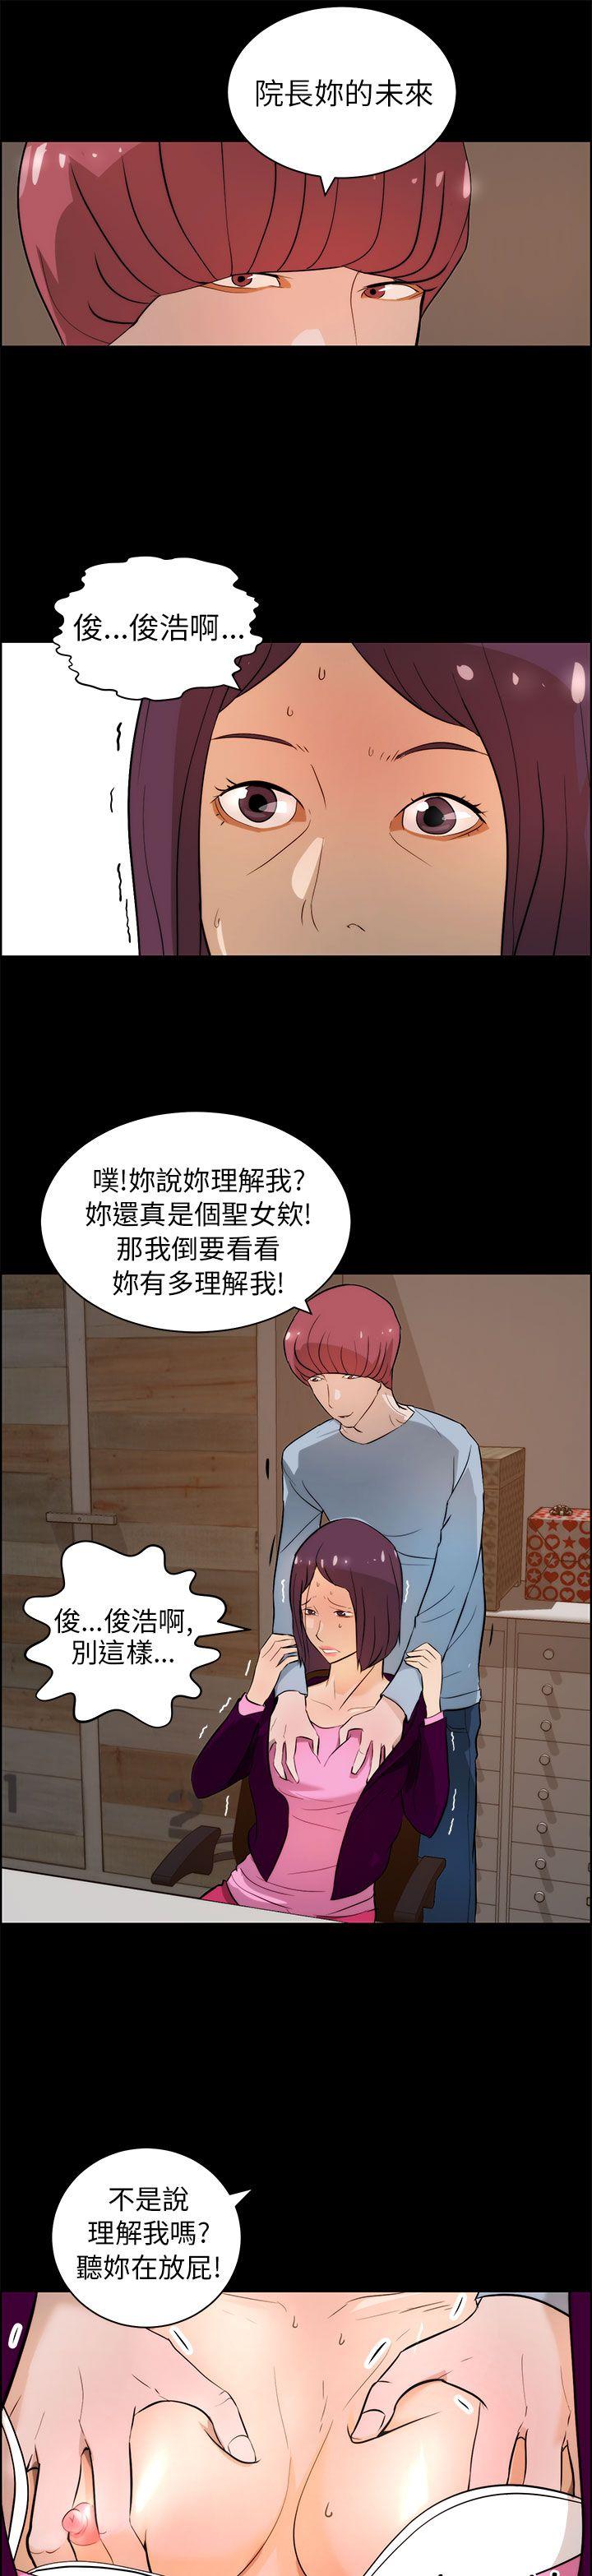 院長妳的未來
俊...俊浩啊...
噗!妳說妳理解我?
妳還真是個聖女欸!
那我倒要看看
妳有多理解我!
俊...俊浩啊,
別這樣...
1
2
不是說
理解我嗎?
聽妳在放屁!